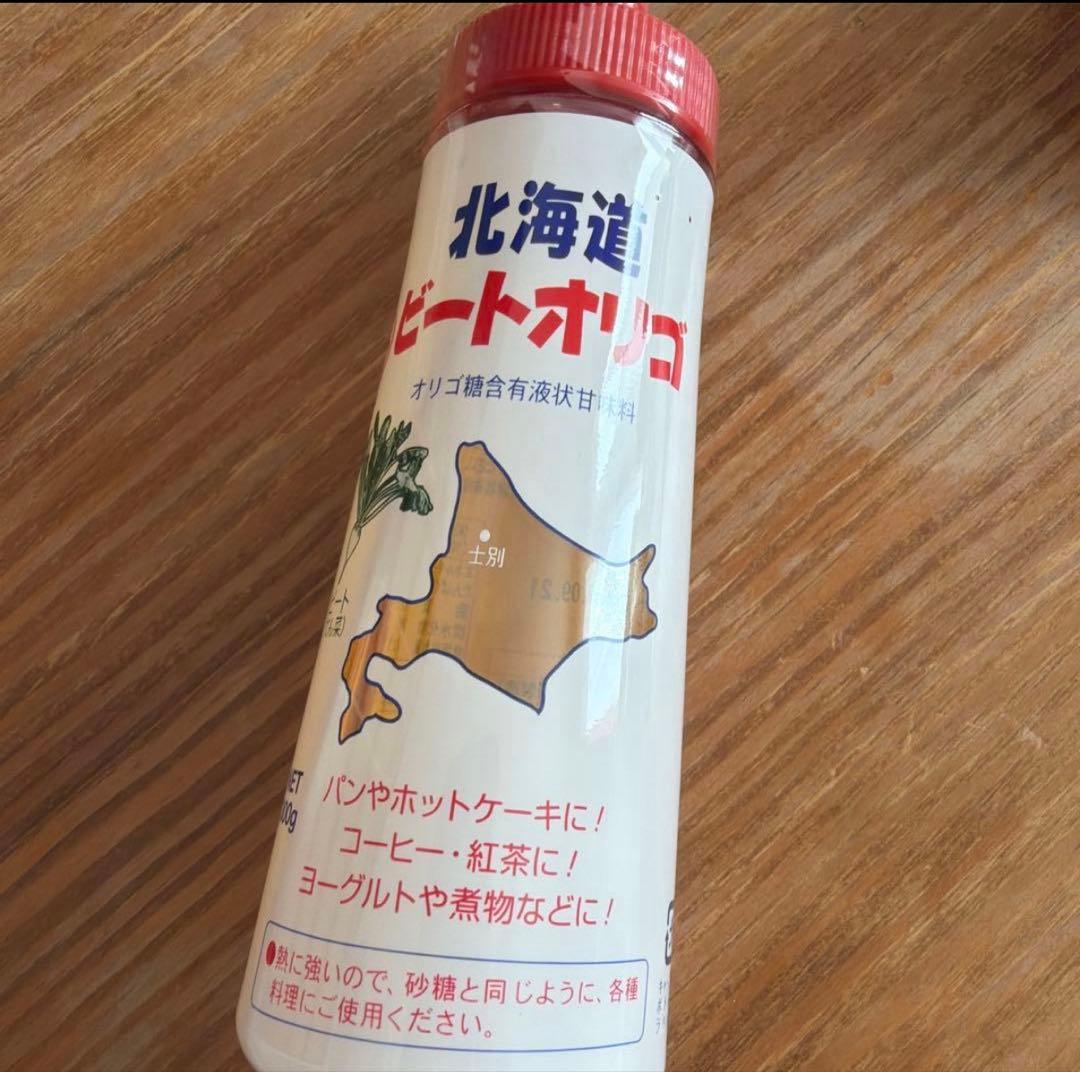 北海道
ビートオリゴ
オリゴ糖含有液状甘味料
士別
09.21
NET
パンやホットケーキに!
コーヒー・紅茶に!
ヨーグルトや煮物などに!
●熱に強いので、砂糖と同じように、各種
料理にご使用ください。